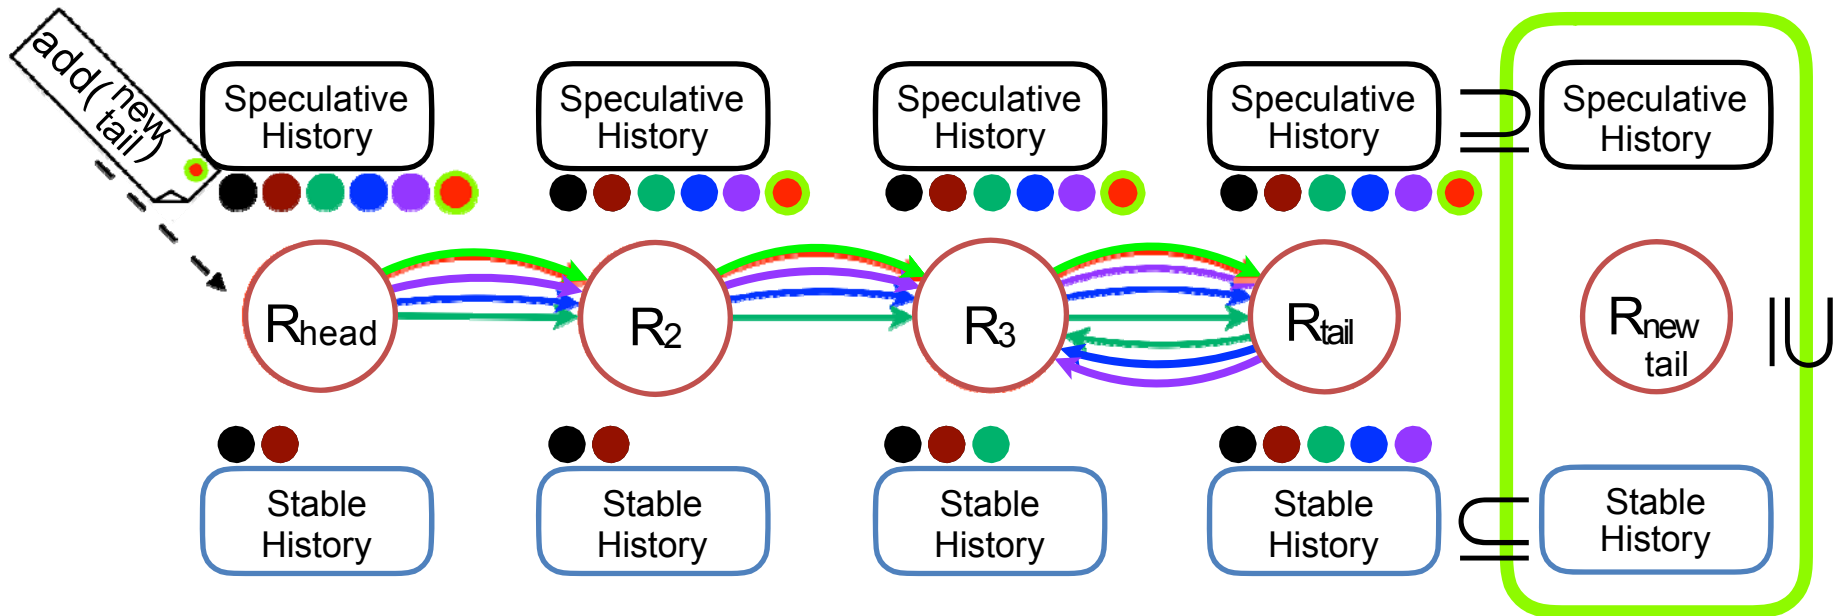 add(new
tail)
Speculative
History
Speculative
History
Speculative
History
Speculative
History
⊇
Speculative
History
Rhead
R2
R3
Rtail
Rnew
tail
Stable
History
Stable
History
Stable
History
Stable
History
⊆
Stable
History